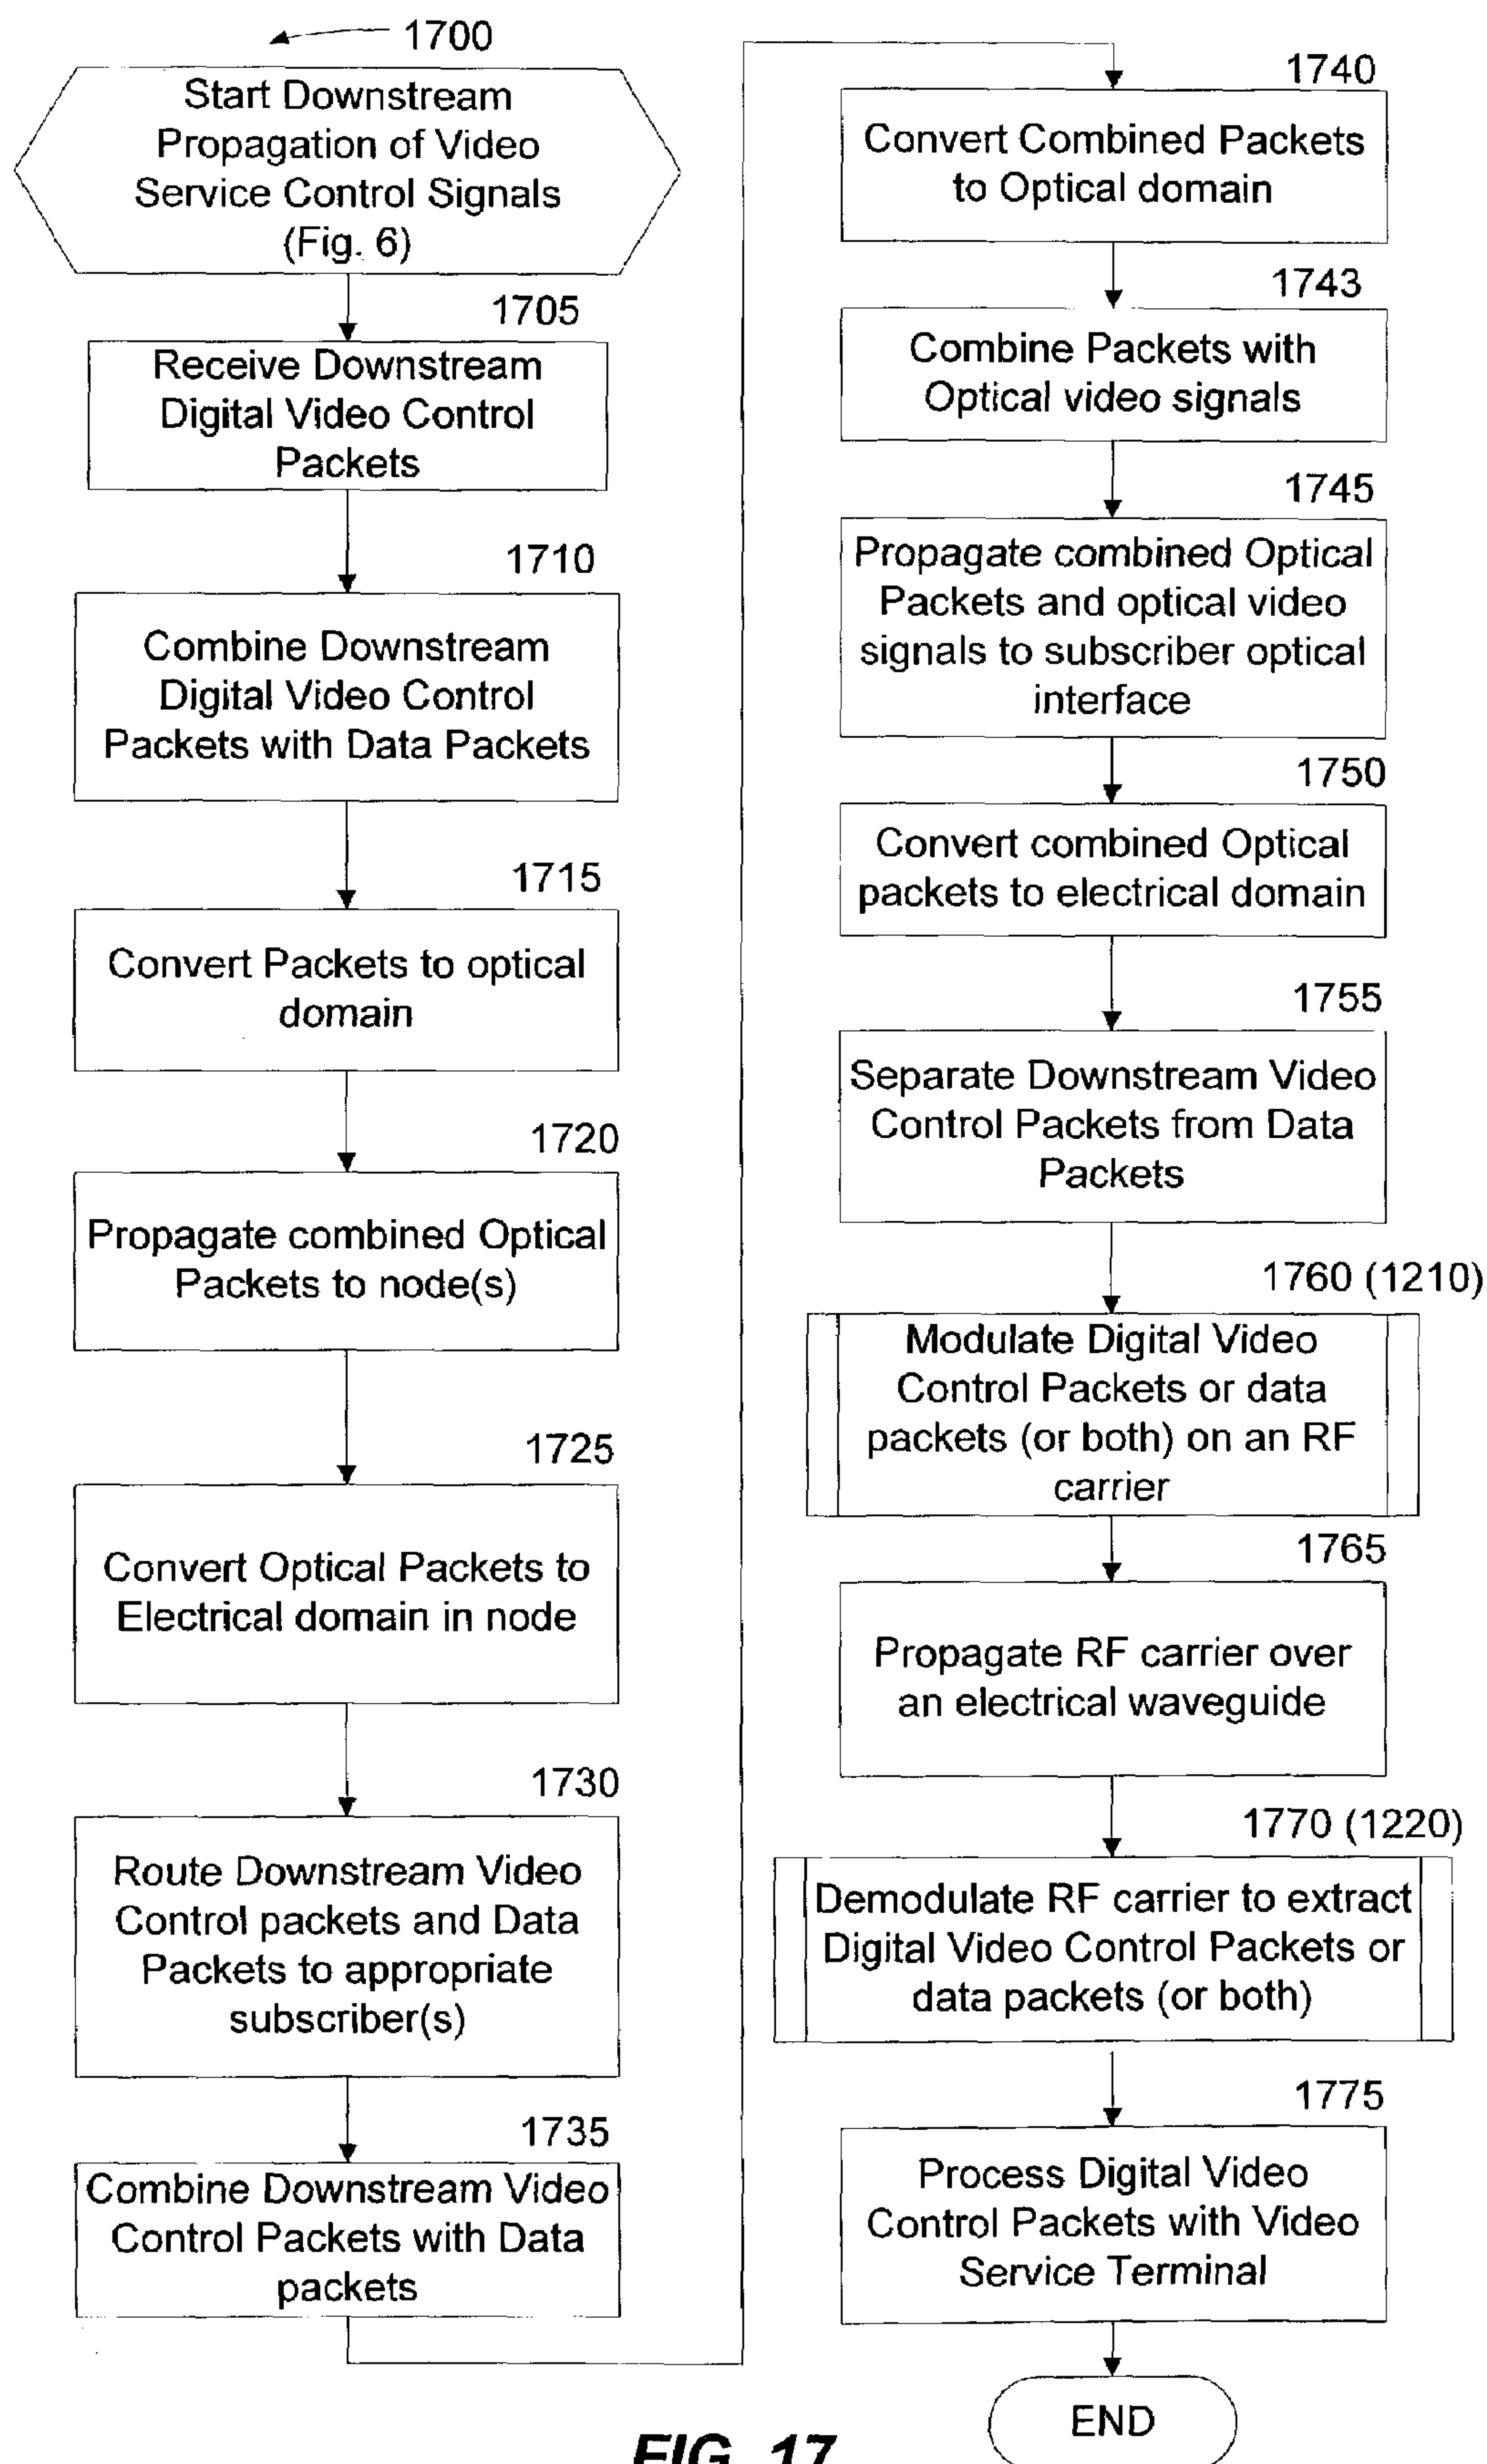 1700
Start Downstream
Propagation of Video
Service Control Signals
(Fig. 6)
1705
Receive Downstream
Digital Video Control
Packets
1710
Combine Downstream
Digital Video Control
Packets with Data Packets
1715
Convert Packets to optical
domain
1720
Propagate combined Optical
Packets to node(s)
1725
Convert Optical Packets to
Electrical domain in node
1730
Route Downstream Video
Control packets and Data
Packets to appropriate
subscriber(s)
1735
Combine Downstream Video
Control Packets with Data
packets
1740
Convert Combined Packets
to Optical domain
1743
Combine Packets with
Optical video signals
1745
Propagate combined Optical
Packets and optical video
signals to subscriber optical
interface
1750
Convert combined Optical
packets to electrical domain
1755
Separate Downstream Video
Control Packets from Data
Packets
1760 (1210)
Modulate Digital Video
Control Packets or data
packets (or both) on an RF
carrier
1765
Propagate RF carrier over
an electrical waveguide
1770 (1220)
Demodulate RF carrier to extract
Digital Video Control Packets or
data packets (or both)
1775
Process Digital Video
Control Packets with Video
Service Terminal
END
FIG. 17